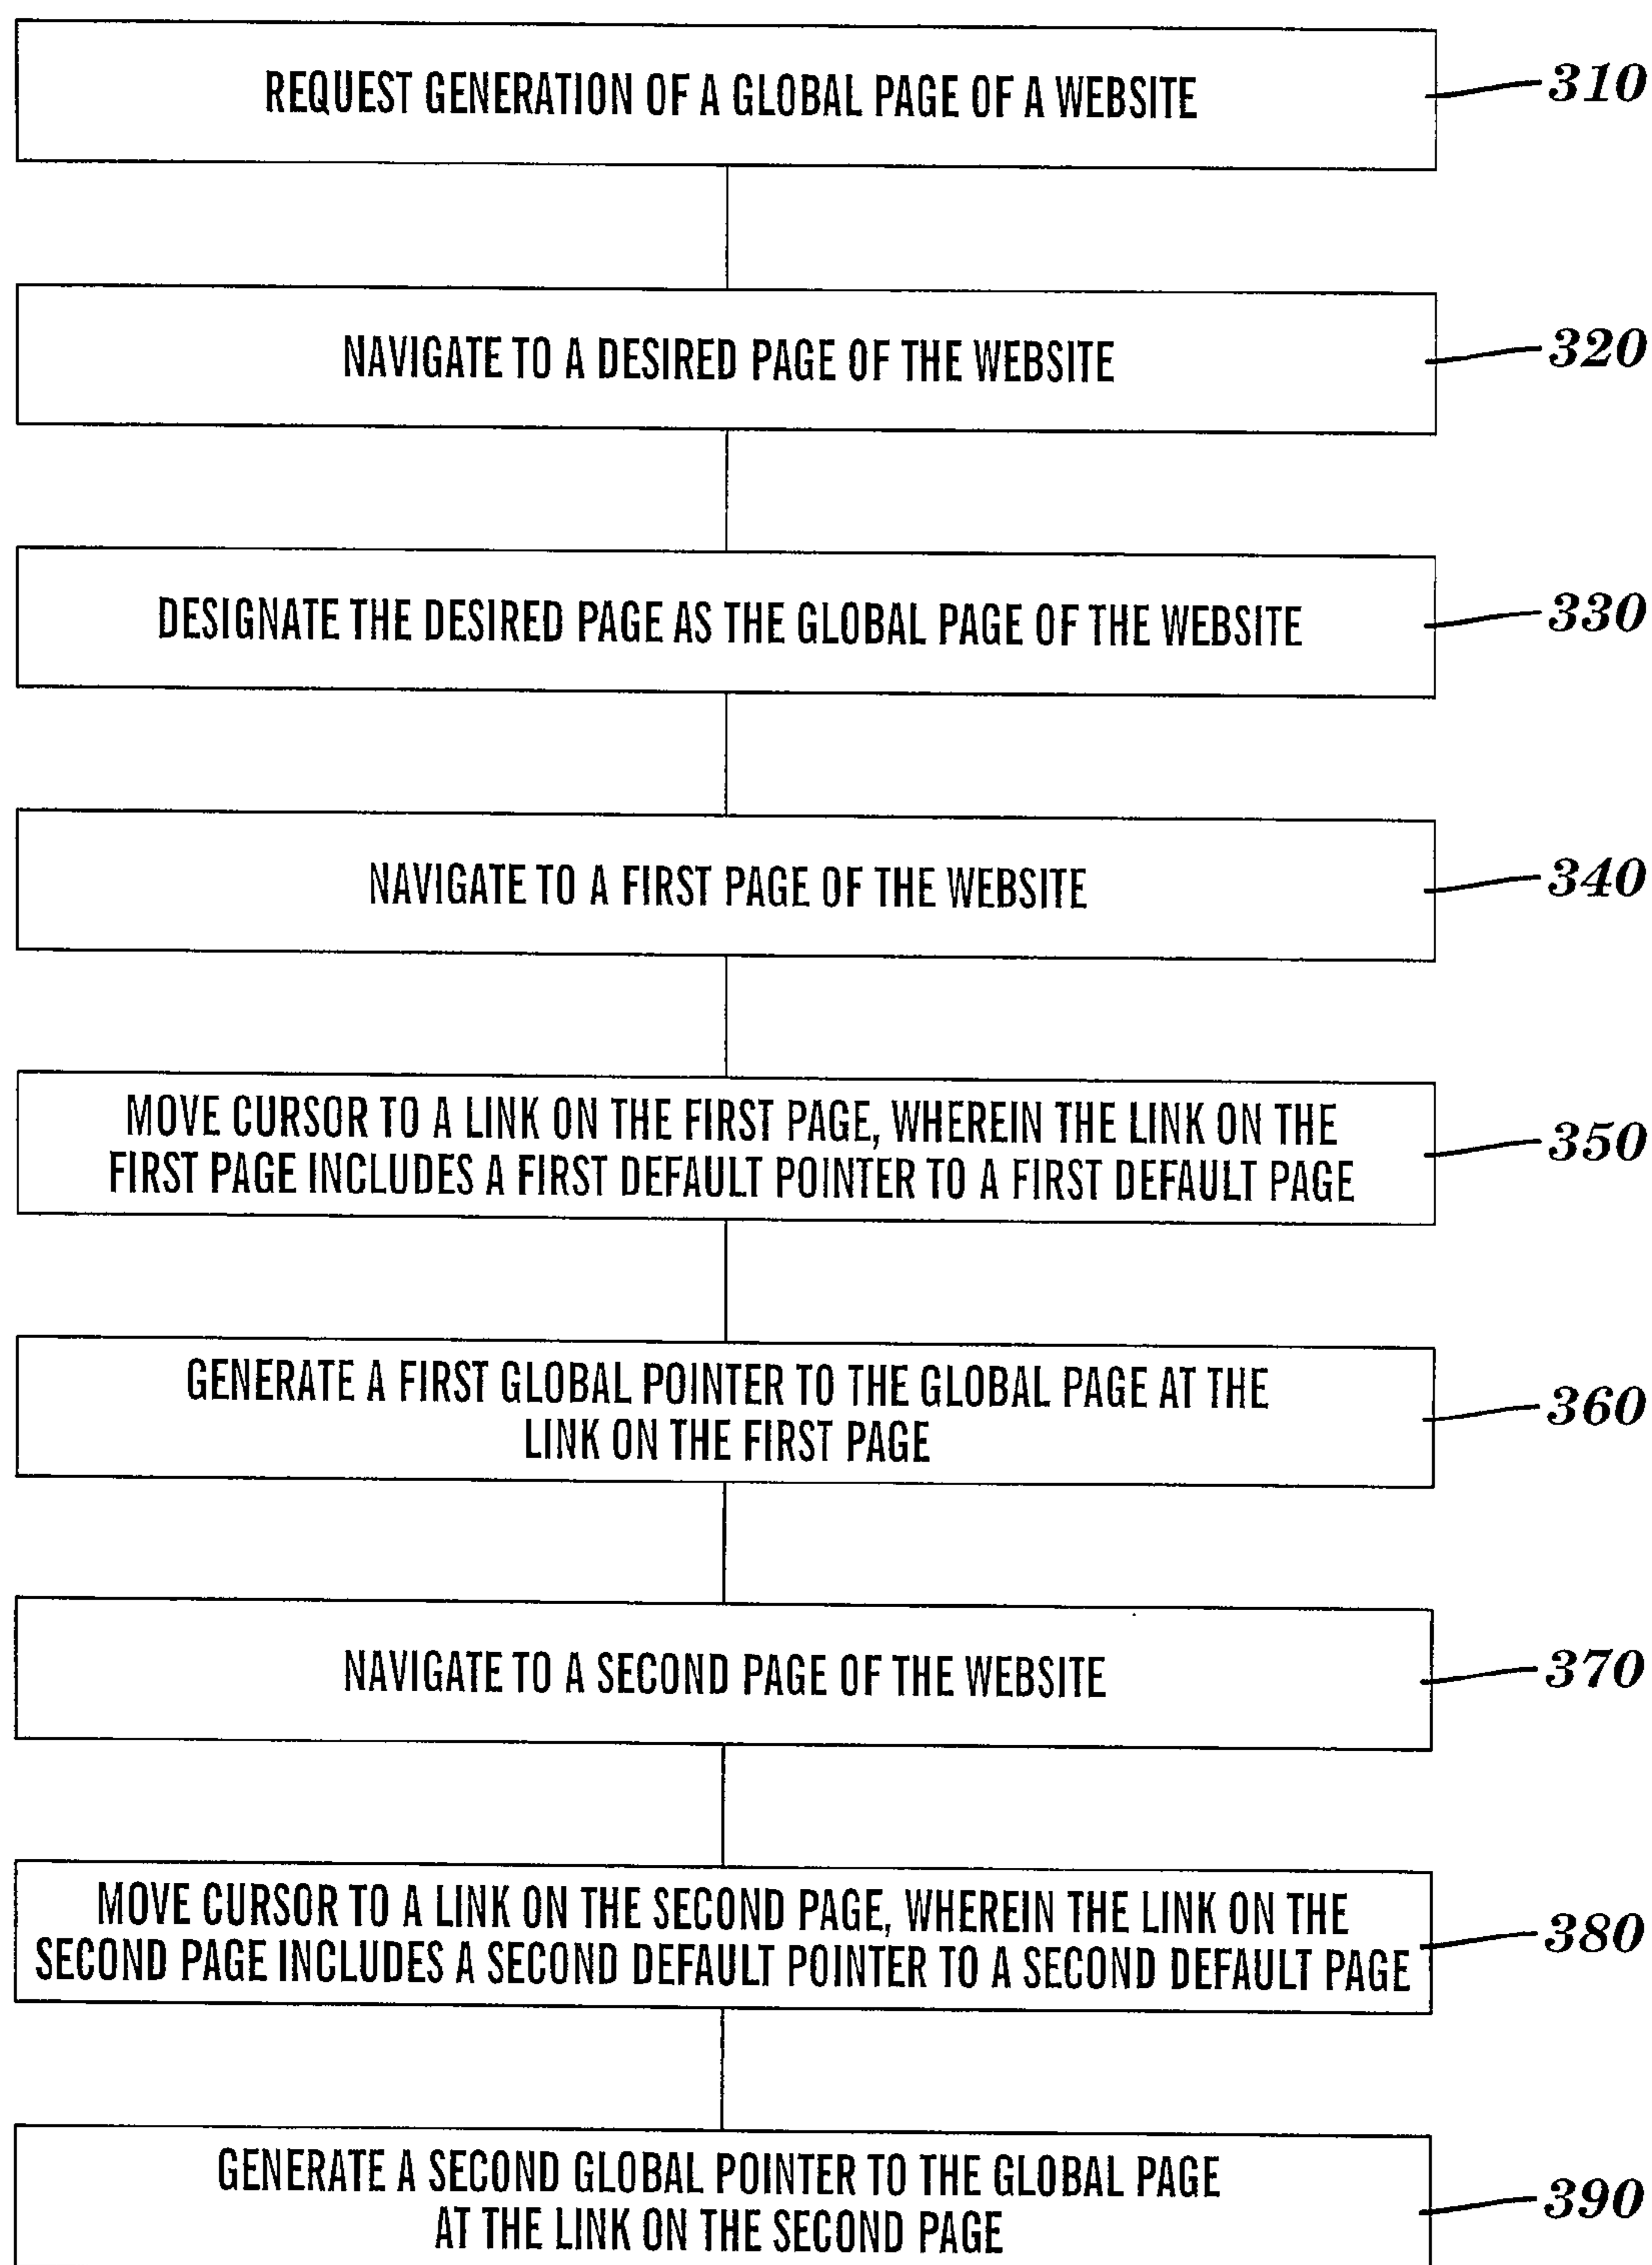 REQUEST GENERATION OF A GLOBAL PAGE OF A WEBSITE
310
NAVIGATE TO A DESIRED PAGE OF THE WEBSITE
320
DESIGNATE THE DESIRED PAGE AS THE GLOBAL PAGE OF THE WEBSITE
330
NAVIGATE TO A FIRST PAGE OF THE WEBSITE
340
MOVE CURSOR TO A LINK ON THE FIRST PAGE, WHEREIN THE LINK ON THE
FIRST PAGE INCLUDES A FIRST DEFAULT POINTER TO A FIRST DEFAULT PAGE
350
GENERATE A FIRST GLOBAL POINTER TO THE GLOBAL PAGE AT THE
LINK ON THE FIRST PAGE
360
NAVIGATE TO A SECOND PAGE OF THE WEBSITE
370
MOVE CURSOR TO A LINK ON THE SECOND PAGE, WHEREIN THE LINK ON THE
SECOND PAGE INCLUDES A SECOND DEFAULT POINTER TO A SECOND DEFAULT PAGE
380
GENERATE A SECOND GLOBAL POINTER TO THE GLOBAL PAGE
AT THE LINK ON THE SECOND PAGE
390